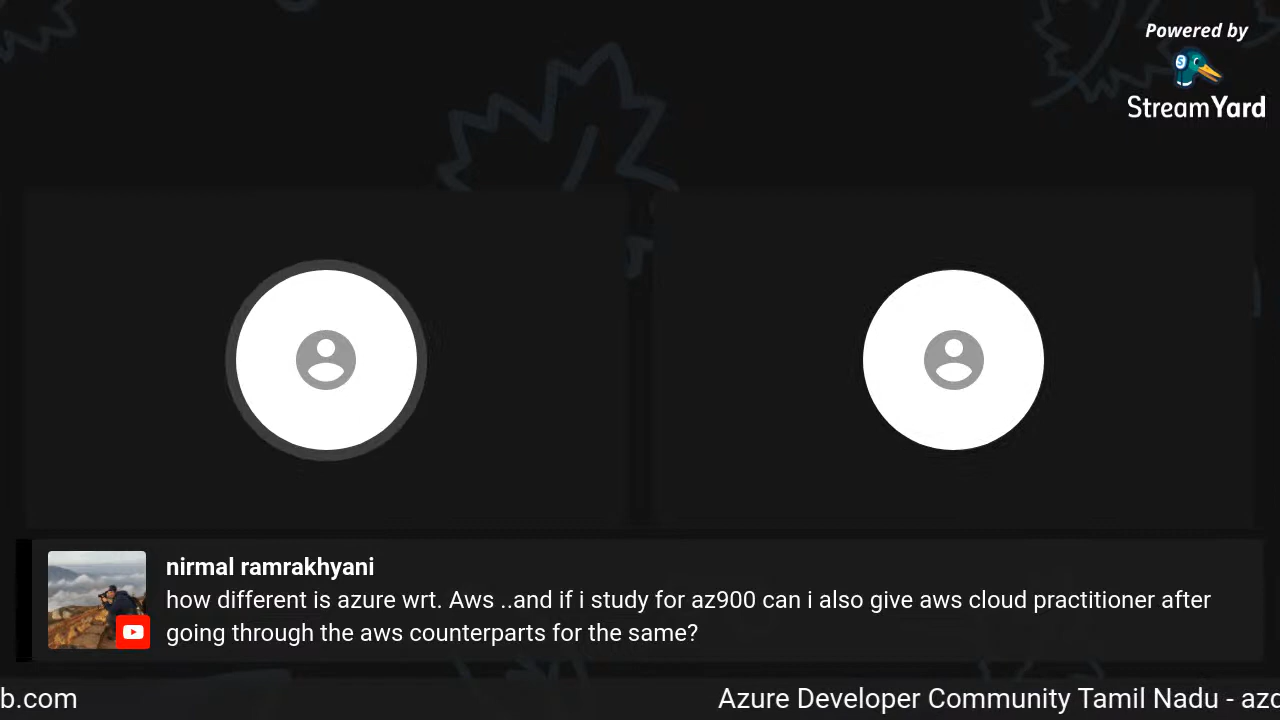 Powered by
StreamYard
nirmal ramrakhyani
how different is azure wrt. Aws ..and if i study for az900 can i also give aws cloud practitioner after
going through the aws counterparts for the same?
b.com
Azure Developer Community Tamil Nadu - azd